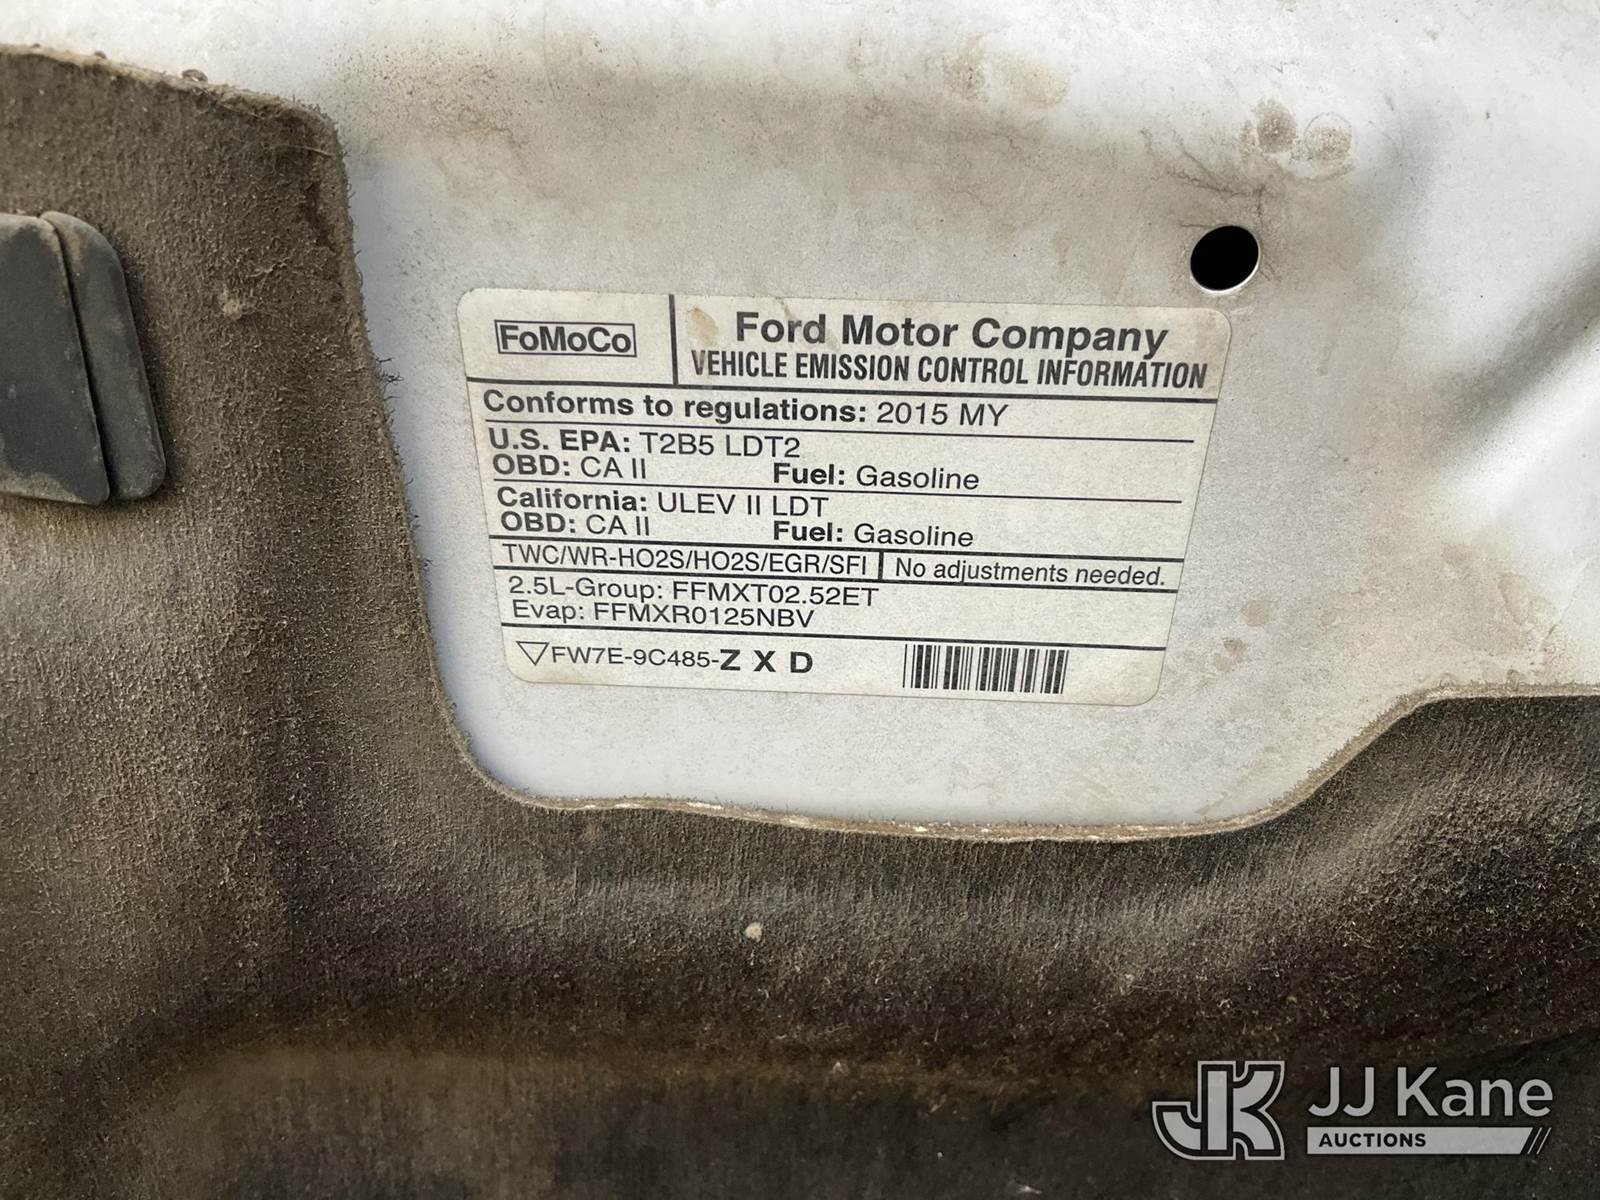 FoMoCo
Ford Motor Company
VEHICLE EMISSION CONTROL INFORMATION
Conforms to regulations: 2015 MY
U.S. EPA: T2B5 LDT2
OBD: CA II Fuel: Gasoline
California: ULEV II LDT
OBD: CA II Fuel: Gasoline
TWC/WR-HO2S/HO2S/EGR/SFI No adjustments needed.
2.5L-Group: FFMXT02.52ET
Evap: FFMXR0125NBV
FW7E-9C485-Z X D
JK JJ Kane
AUCTIONS